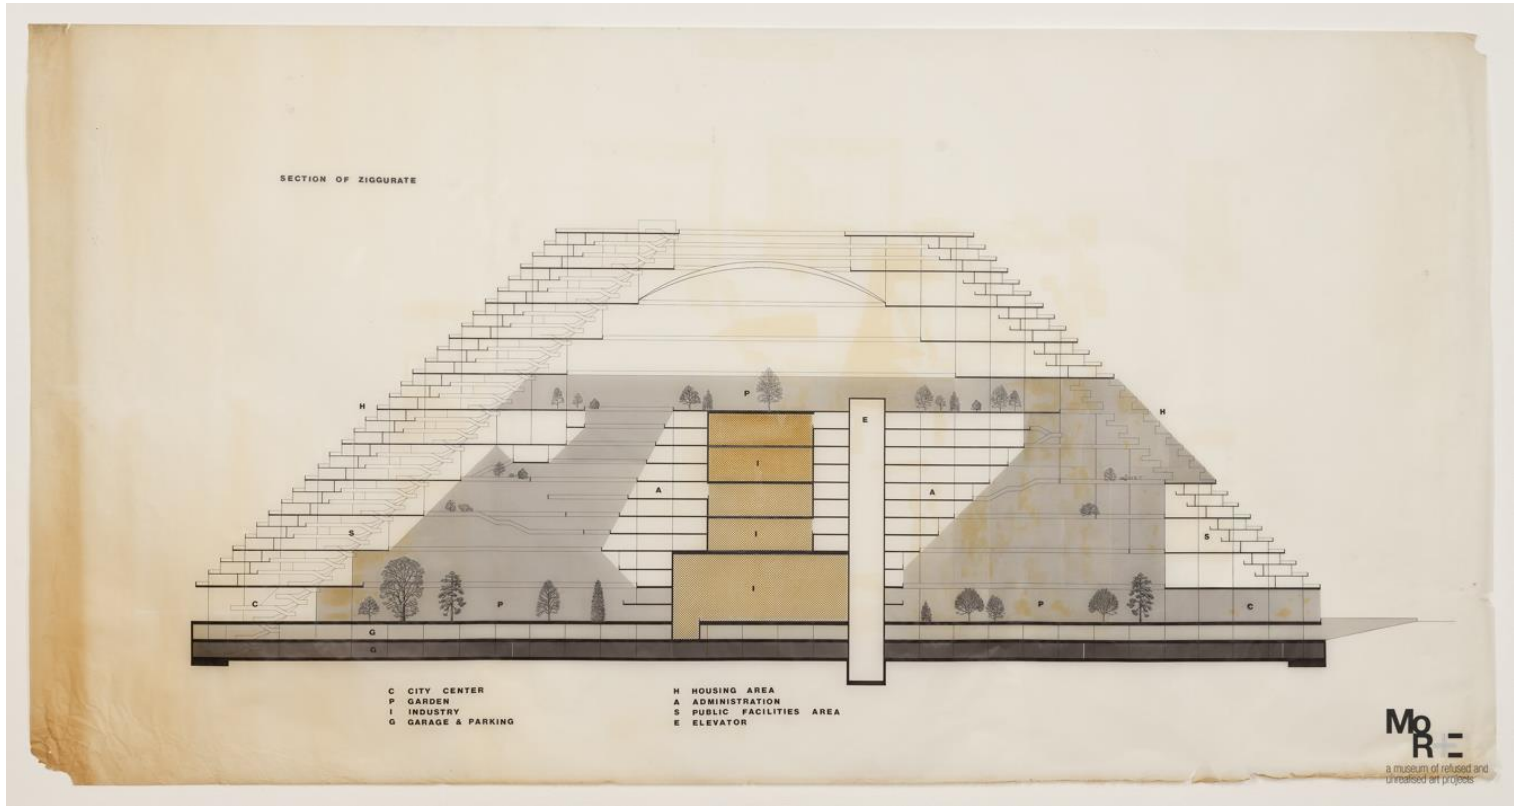 SECTION OF ZIGGURATE
P
H
H
E
I
A
A
S
I
S
I
C
P
P
C
G
G
C CITY CENTER
P GARDEN
I INDUSTRY
G GARAGE & PARKING
H HOUSING AREA
A ADMINISTRATION
S PUBLIC FACILITIES AREA
E ELEVATOR
MoRE
a museum of refused and
unrealised art projects